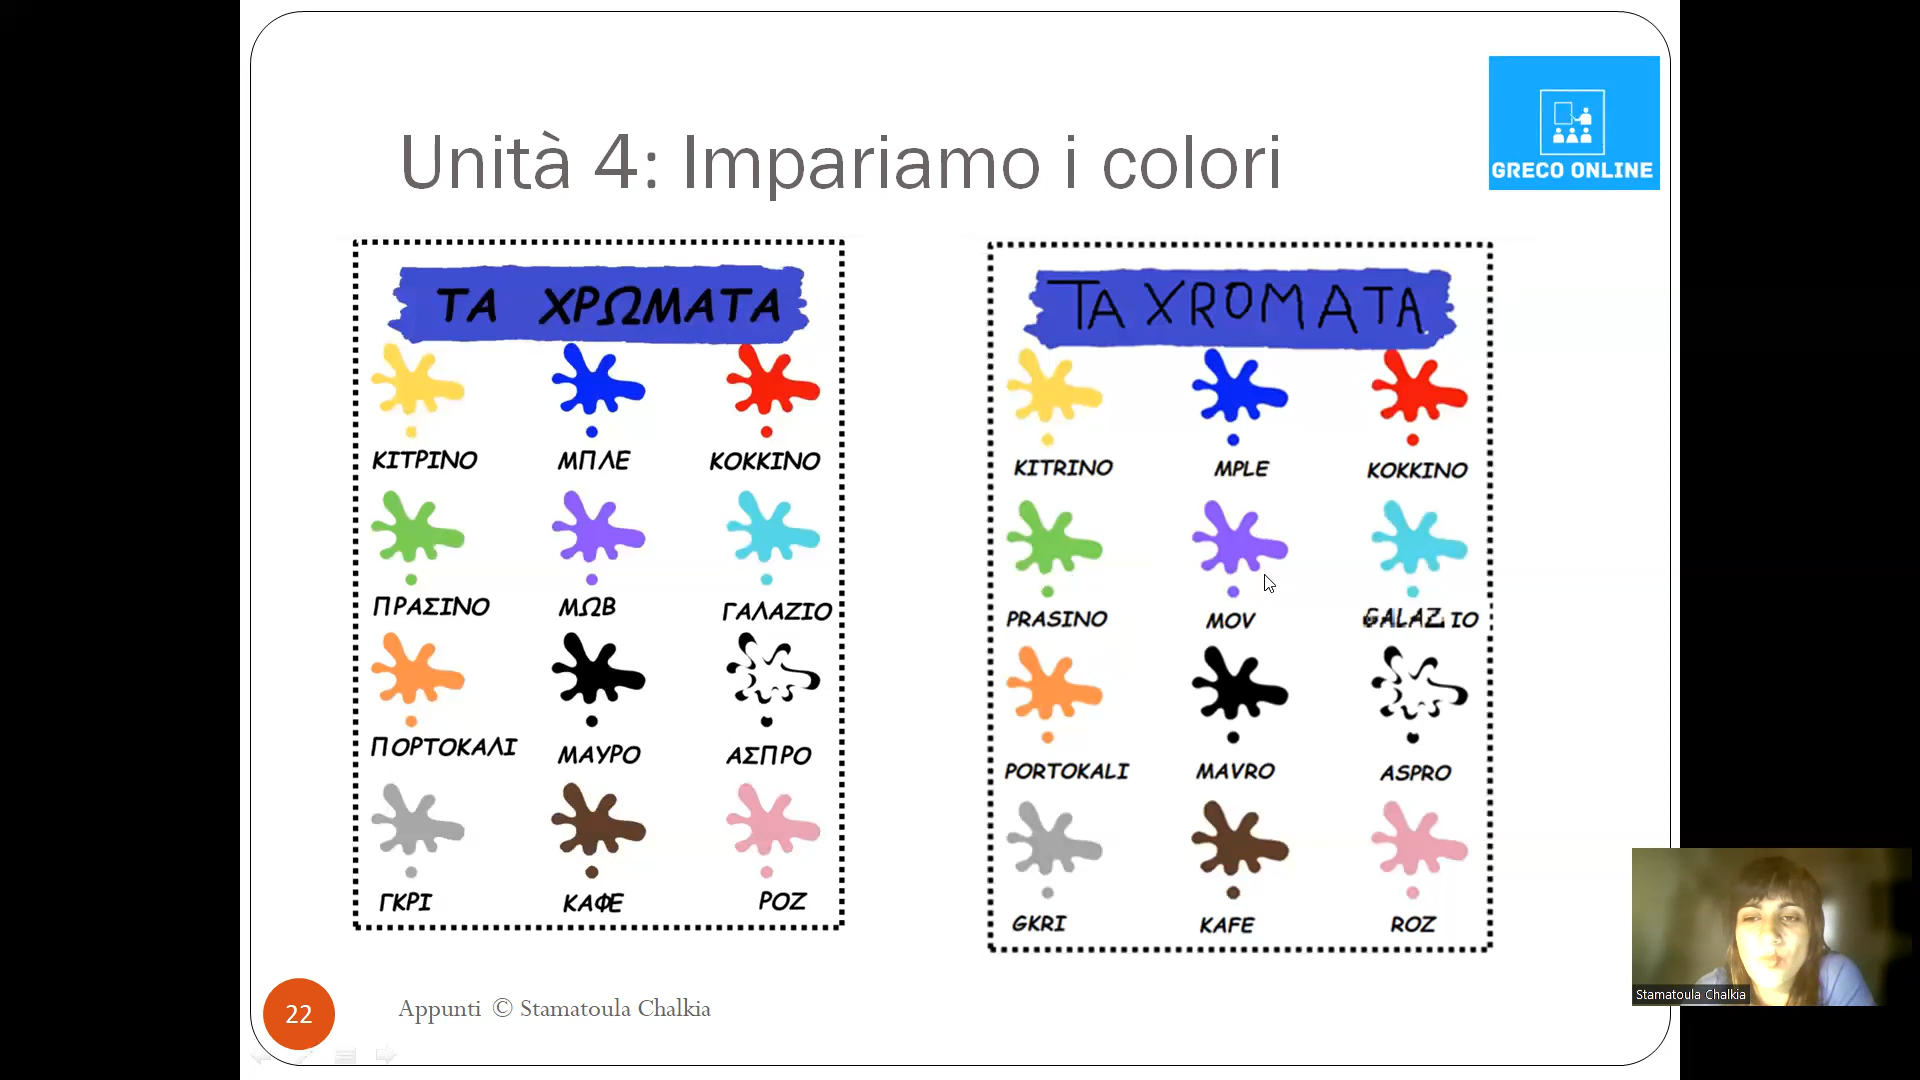 Unità 4: Impariamo i colori
GRECO ONLINE
ΤΑ ΧΡΩΜΑΤΑ
ΚΙΤΡΙΝΟ ΜΠΛΕ ΚΟΚΚΙΝΟ
ΠΡΑΣΙΝΟ ΜΩΒ ΓΑΛΑΖΙΟ
ΠΟΡΤΟΚΑΛΙ ΜΑΥΡΟ ΑΣΠΡΟ
ΓΚΡΙ ΚΑΦΕ ΡΟΖ
TA XROMATA
KITRINO MPLE KOKKINO
PRASINO MOV GALAZIO
PORTOKALI MAVRO ASPRO
GKRI KAFE ROZ
22
Appunti © Stamatoula Chalkia
Stamatoula Chalkia